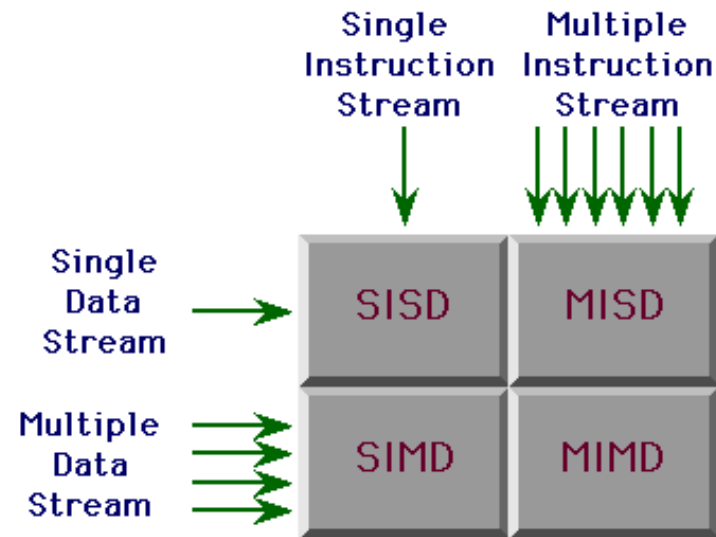 Single
Instruction
Stream
Multiple
Instruction
Stream
Single
Data
Stream
SISD
MISD
Multiple
Data
Stream
SIMD
MIMD